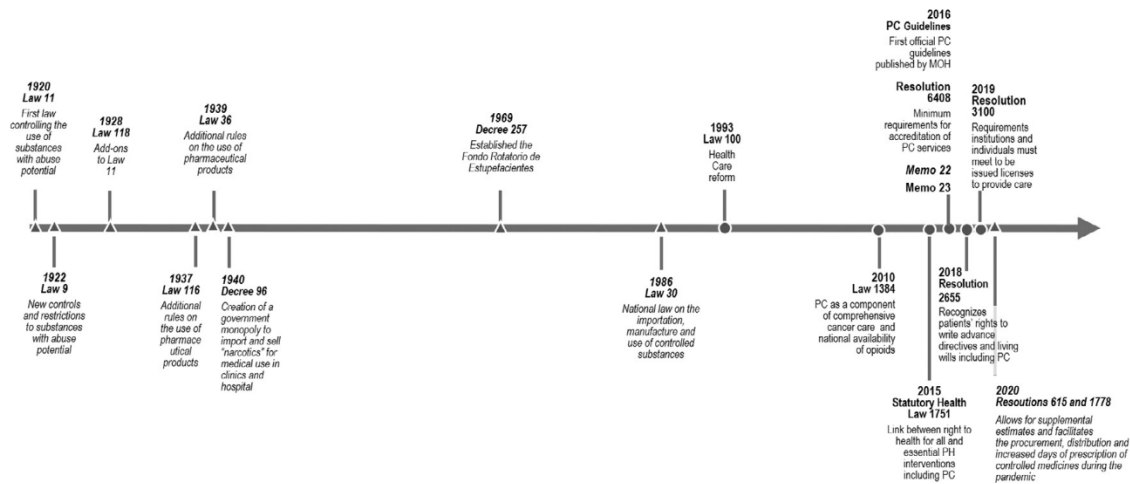 1920
Law 11
First law
controlling the
use of
substances
with abuse
potential
1922
Law 9
New controls
and restrictions
to substances
with abuse
potential
1928
Law 118
Add-ons
to Law
11
1937
Law 116
Additional
rules on
the use of
pharmace
utical
products
1939
Law 36
Additional rules
on the use of
pharmaceutical
products
1940
Decree 96
Creation of a
government
monopoly to
import and sell
"narcotics" for
medical use in
clinics and
hospital
1969
Decree 257
Established the
Fondo Rotatorio de
Estupefacientes
1986
Law 30
National law on the
importation,
manufacture and
use of controlled
substances
1993
Law 100
Health
Care
reform
2010
Law 1384
PC as a component
of comprehensive
cancer care and
national availability
of opioids
2015
Statutory Health
Law 1751
Link between right to
health for all and
essential PH
interventions
including PC
2016
PC Guidelines
First official PC
guidelines
published by MOH
Resolution
6408
Minimum
requirements for
accreditation of
PC services
Memo 22
Memo 23
2018
Resolution
2655
Recognizes
patients' rights to
write advance
directives and living
wills including PC
2019
Resolution
3100
Requirements
institutions and
individuals must
meet to be
issued licenses
to provide care
2020
Resoutions 615 and 1778
Allows for supplemental
estimates and facilitates
the procurement, distribution and
increased days of prescription of
controlled medicines during the
pandemic